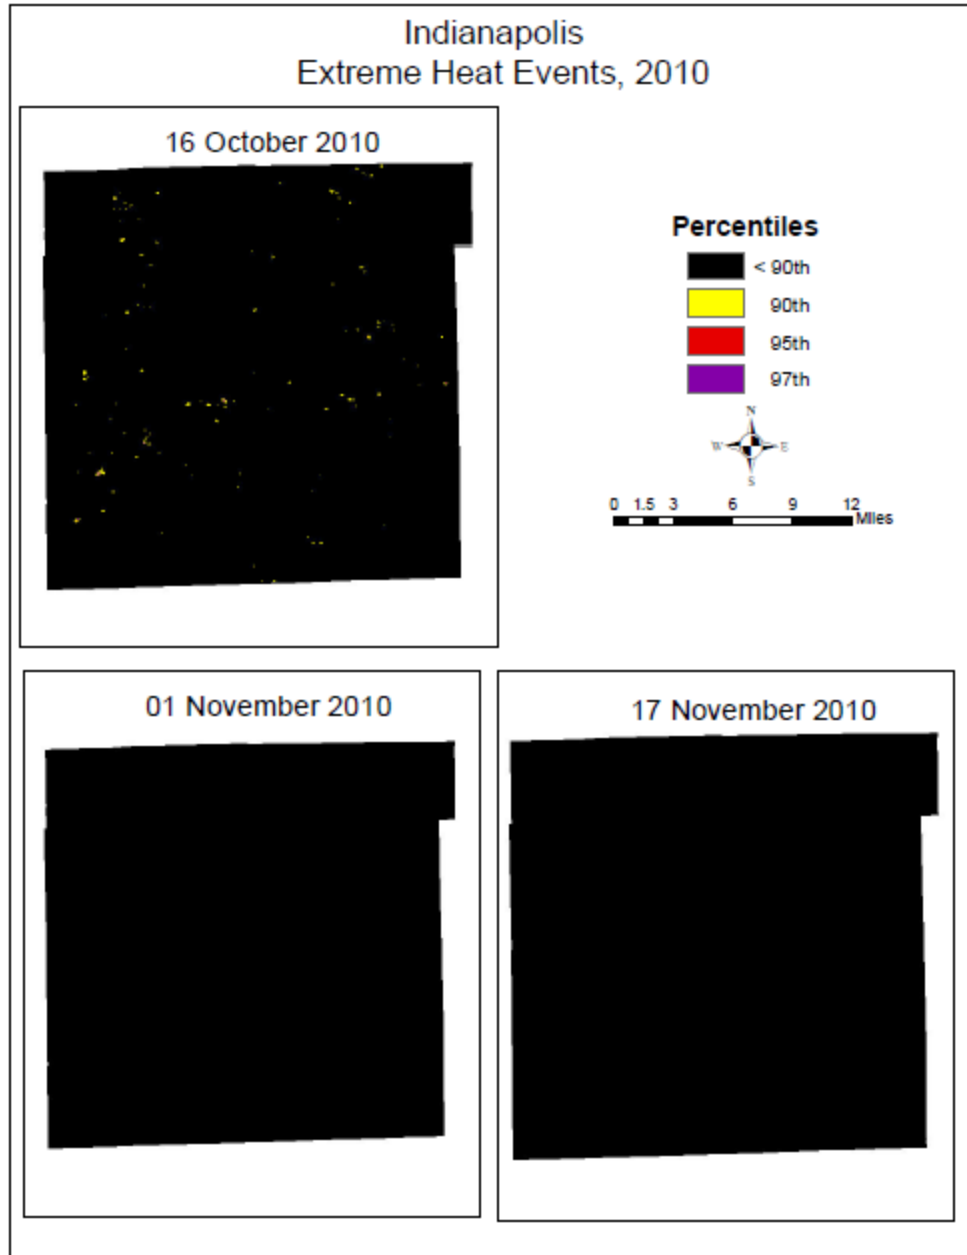 Indianapolis
Extreme Heat Events, 2010
16 October 2010
Percentiles
< 90th
90th
95th
97th
N
W E
S
0 1.5 3 6 9 12
Miles
01 November 2010
17 November 2010